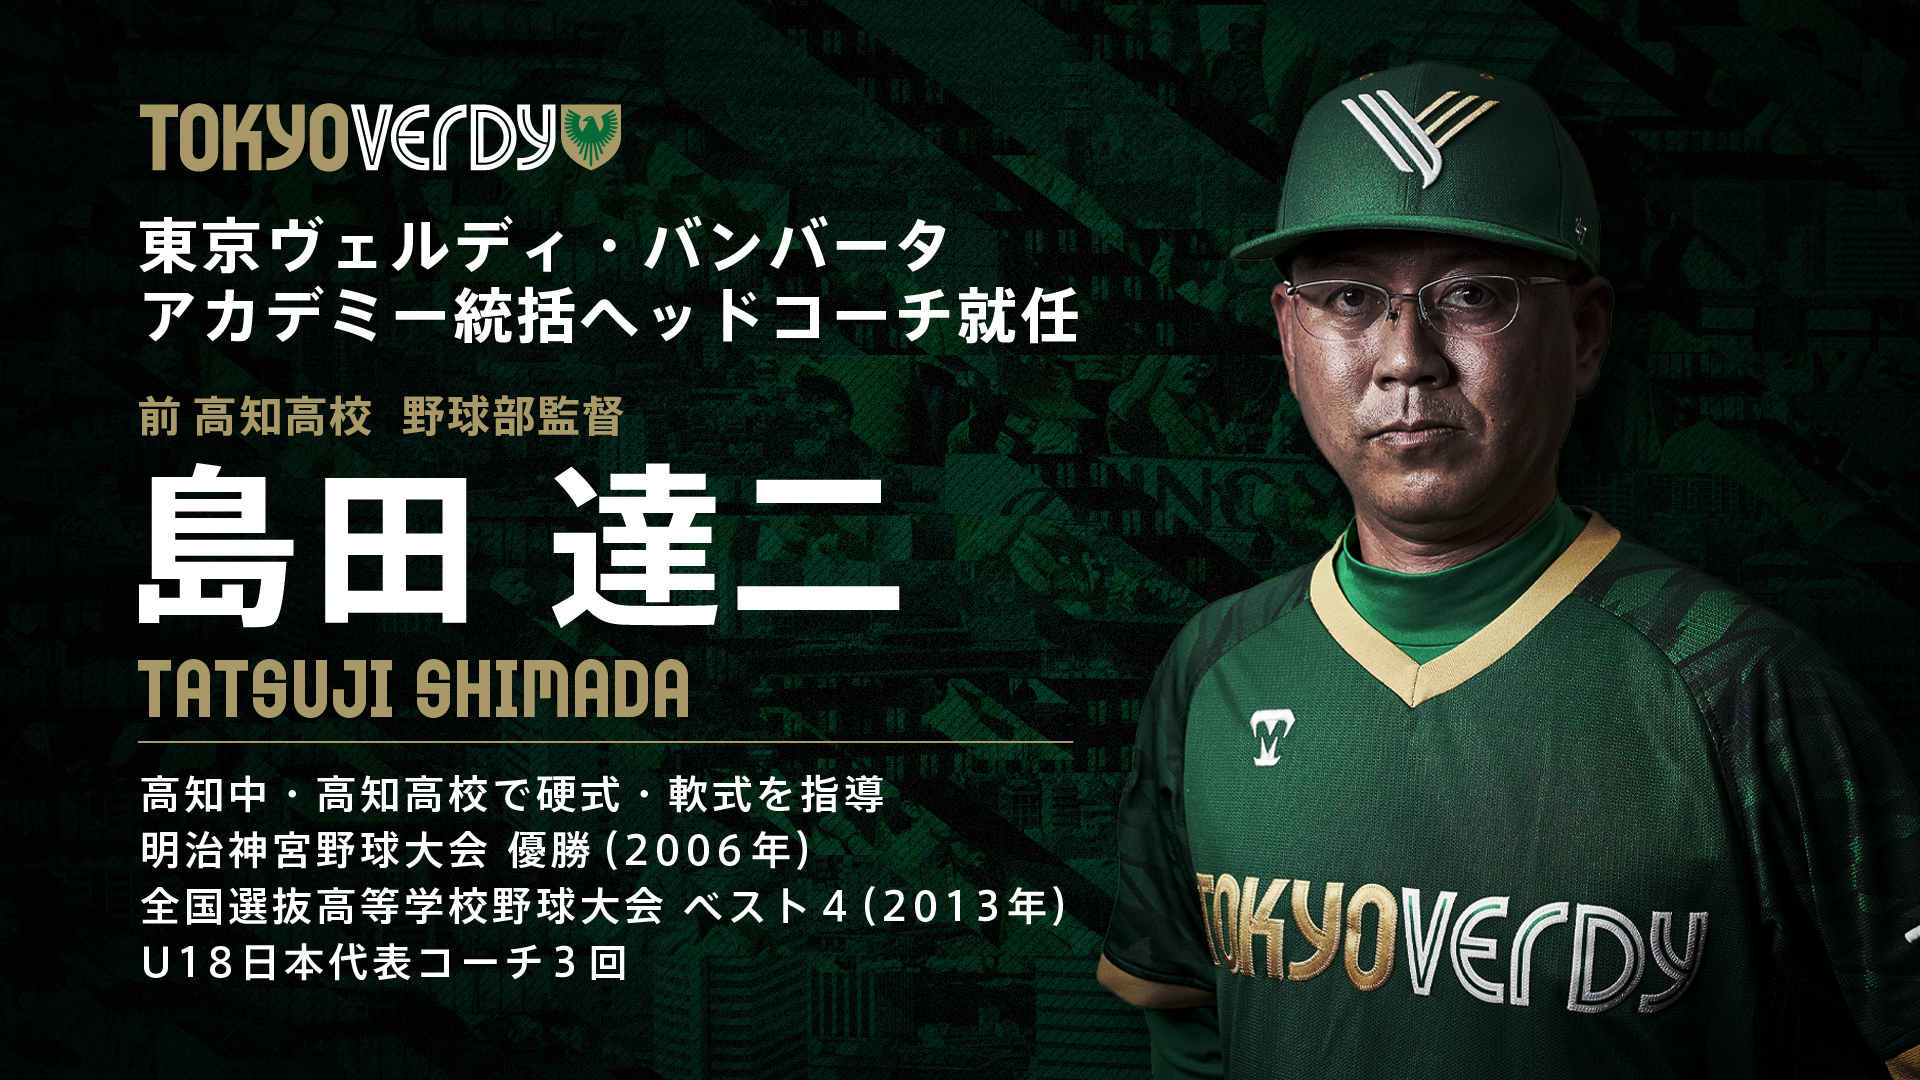 TOKYO VERDY
東京ヴェルディ・バンバータ
アカデミー統括ヘッドコーチ就任
前 高知高校 野球部監督
島田 達二
TATSUJI SHIMADA
高知中・高知高校で硬式・軟式を指導
明治神宮野球大会 優勝(2006年)
全国選抜高等学校野球大会 ベスト4(2013年)
U18日本代表コーチ3回
TOKYO VERDY